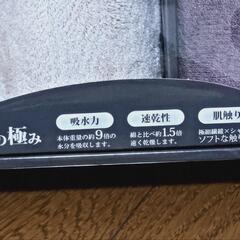 の極み
吸水力
本体重量の約9倍の
水分を吸収します。
速乾性
綿と比べ約1.5倍
速く乾燥します。
肌触り
極細繊維×シャ
ソフトな触り